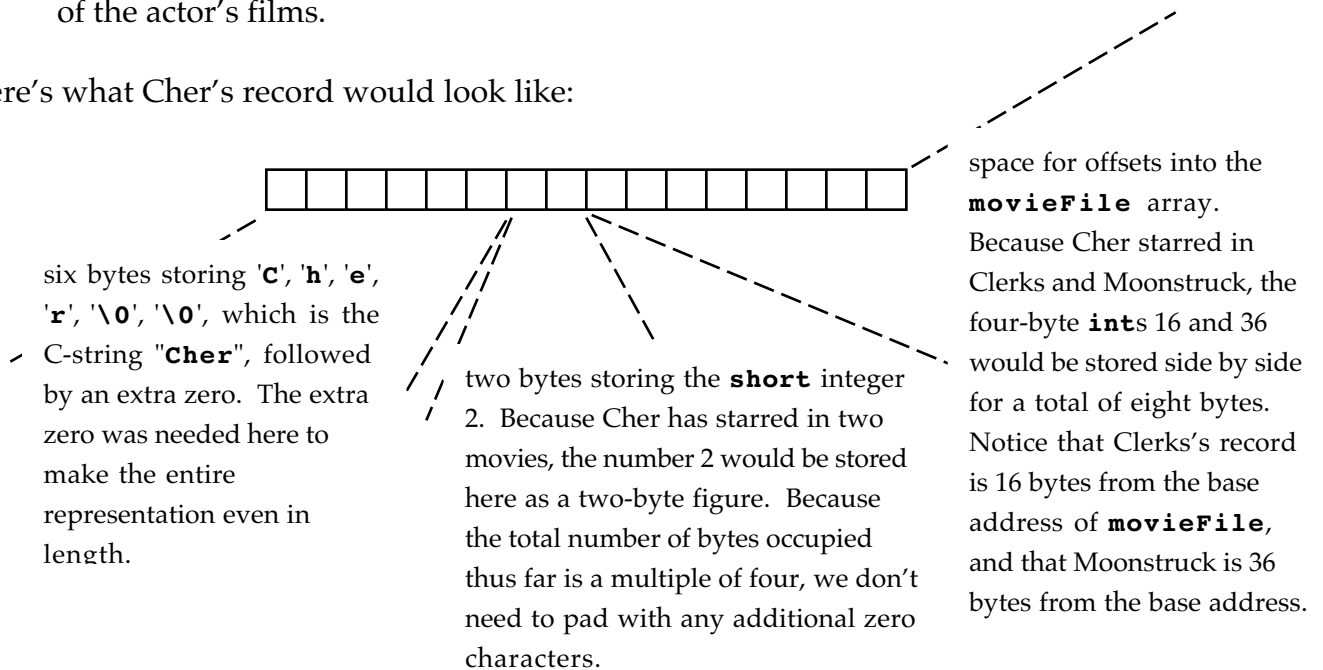 of the actor’s films.
ere’s what Cher’s record would look like:
six bytes storing 'C', 'h', 'e',
'r', '\0', '\0', which is the
C-string "Cher", followed
by an extra zero. The extra
zero was needed here to
make the entire
representation even in
length.
two bytes storing the short integer
2. Because Cher has starred in two
movies, the number 2 would be stored
here as a two-byte figure. Because
the total number of bytes occupied
thus far is a multiple of four, we don’t
need to pad with any additional zero
characters.
space for offsets into the
movieFile array.
Because Cher starred in
Clerks and Moonstruck, the
four-byte ints 16 and 36
would be stored side by side
for a total of eight bytes.
Notice that Clerks’s record
is 16 bytes from the base
address of movieFile,
and that Moonstruck is 36
bytes from the base address.